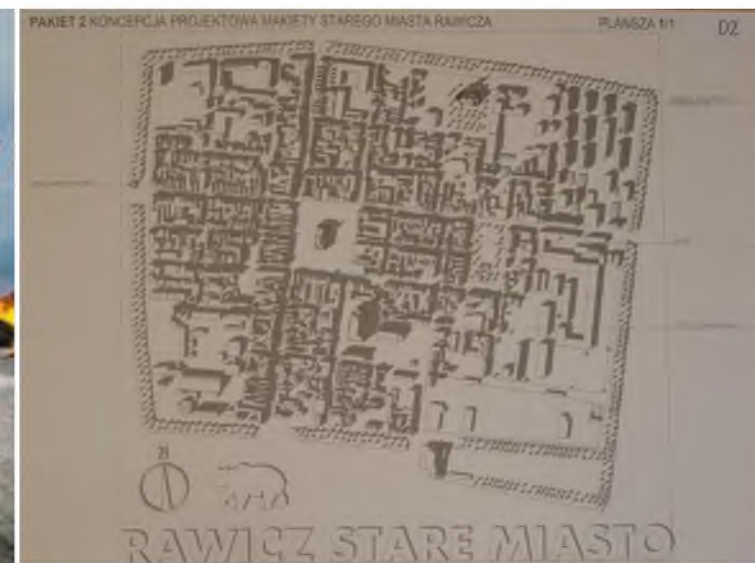 PAKIET 2 KONCEPCJA PROJEKTOWA MAKIETY STAREGO MIASTA RAWICZA
PLANSZA 1/1
D2
RAWICZ STARE MIASTO